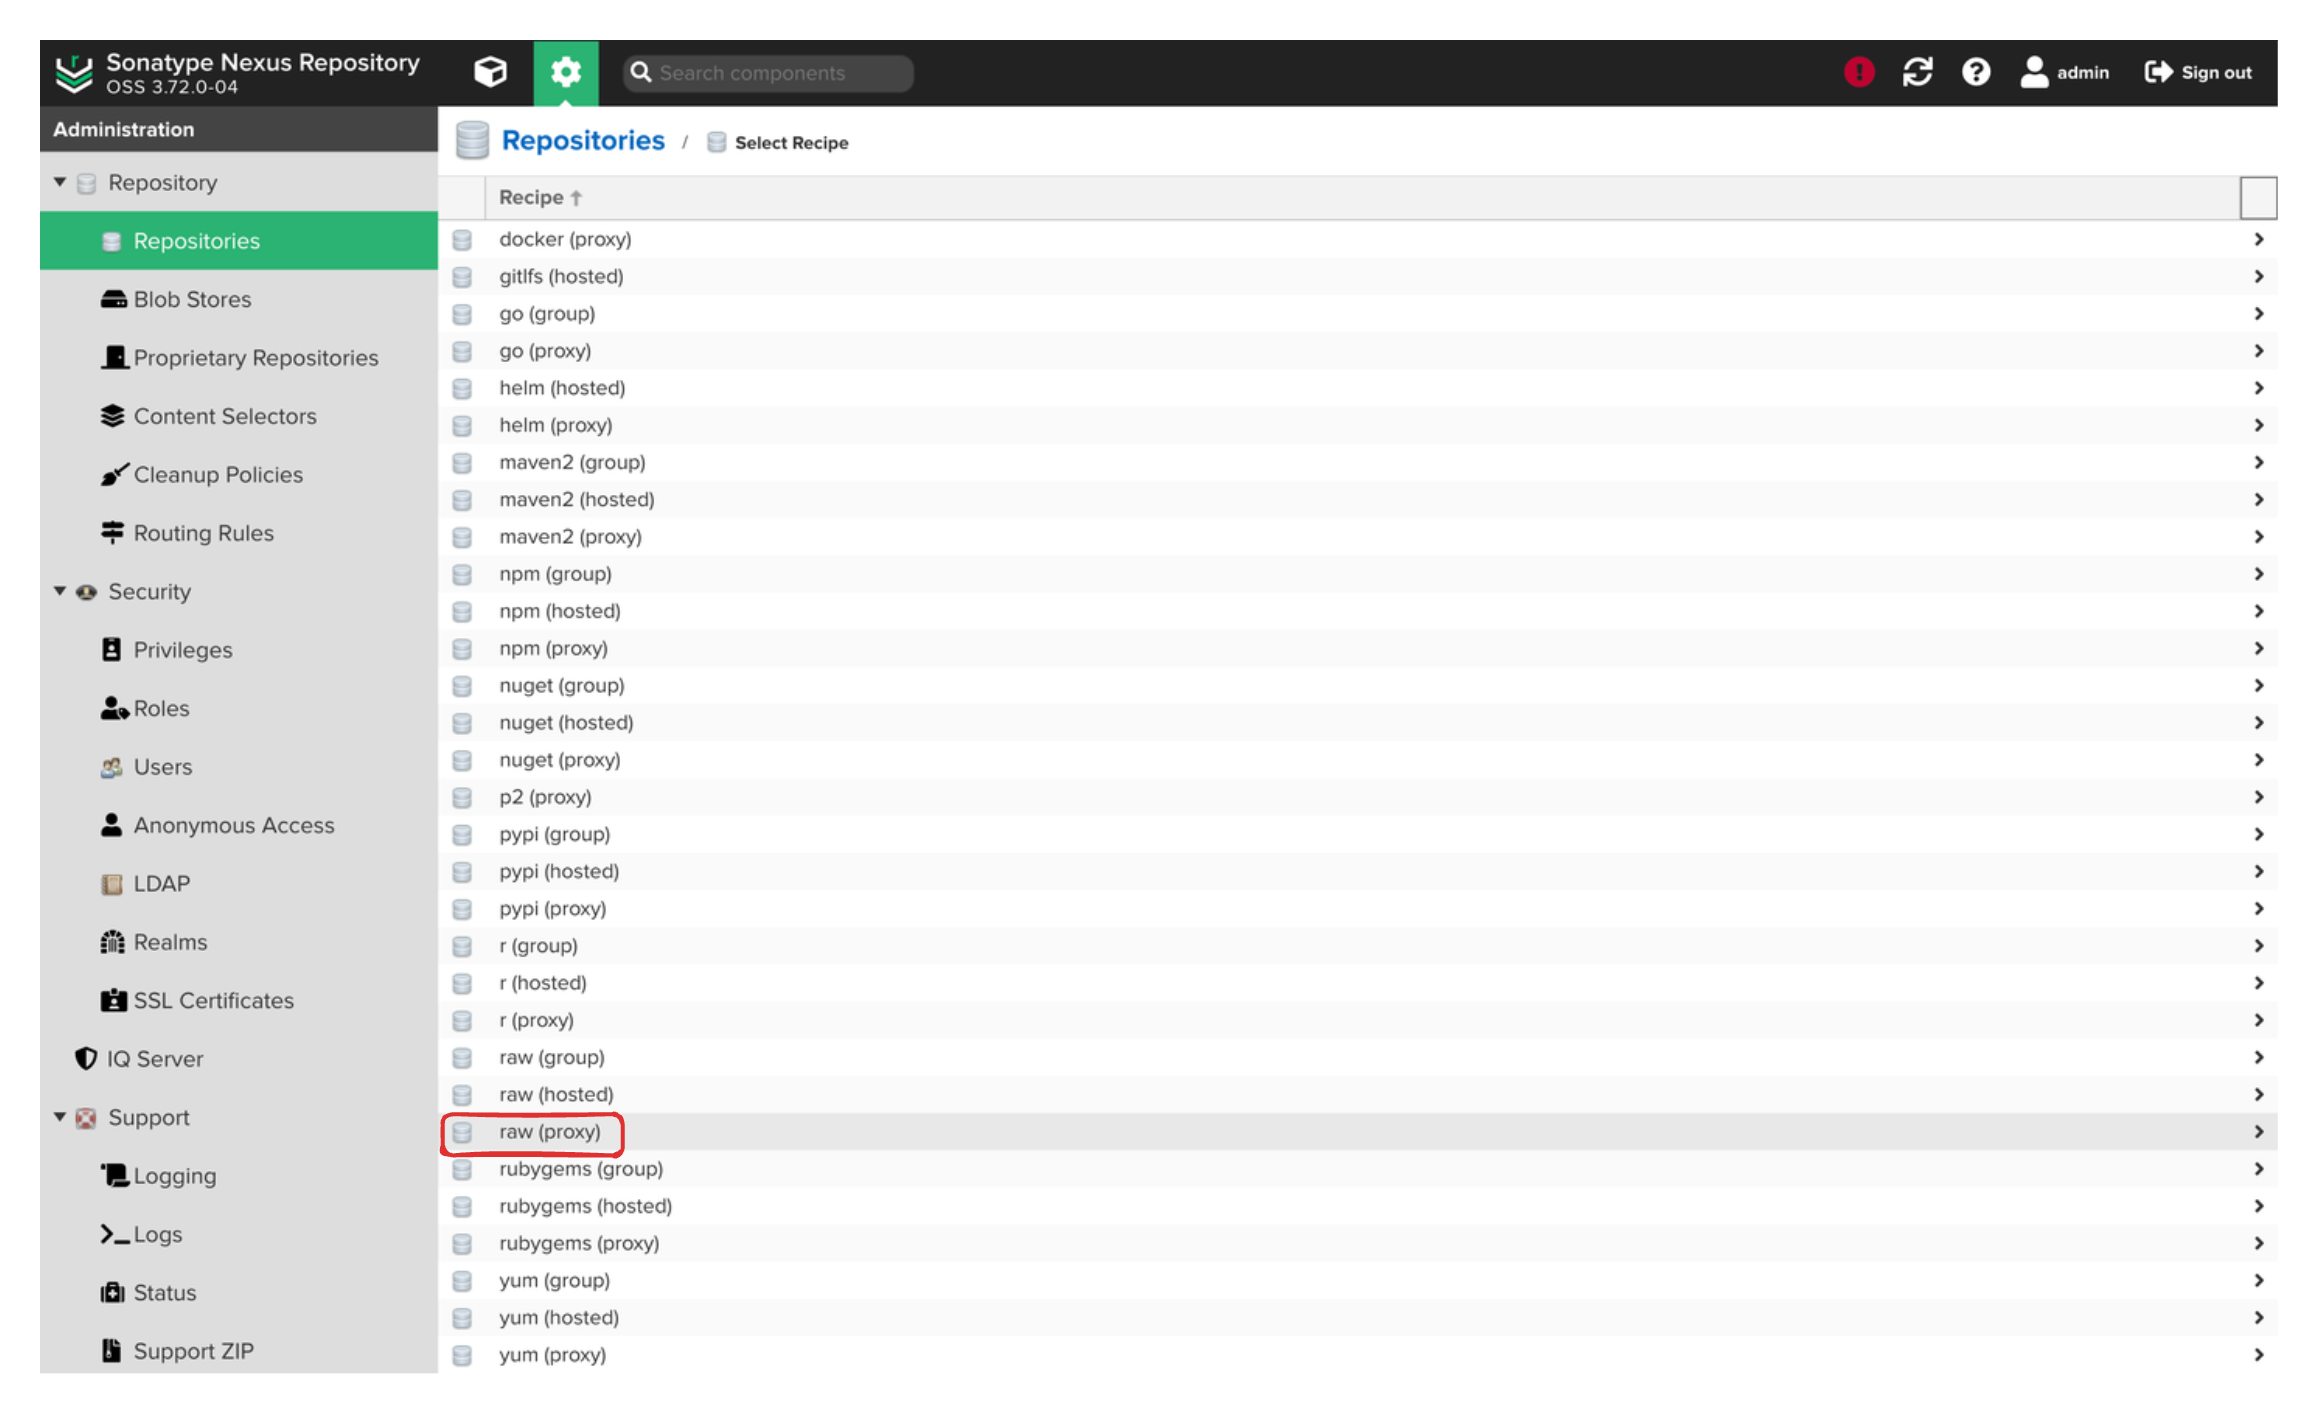 Sonatype Nexus Repository
OSS 3.72.0-04
Search components
admin
Sign out
Administration
Repository
Repositories
Blob Stores
Proprietary Repositories
Content Selectors
Cleanup Policies
Routing Rules
Security
Privileges
Roles
Users
Anonymous Access
LDAP
Realms
SSL Certificates
IQ Server
Support
Logging
Logs
Status
Support ZIP
Repositories / Select Recipe
Recipe
docker (proxy)
gitlfs (hosted)
go (group)
go (proxy)
helm (hosted)
helm (proxy)
maven2 (group)
maven2 (hosted)
maven2 (proxy)
npm (group)
npm (hosted)
npm (proxy)
nuget (group)
nuget (hosted)
nuget (proxy)
p2 (proxy)
pypi (group)
pypi (hosted)
pypi (proxy)
r (group)
r (hosted)
r (proxy)
raw (group)
raw (hosted)
raw (proxy)
rubygems (group)
rubygems (hosted)
rubygems (proxy)
yum (group)
yum (hosted)
yum (proxy)